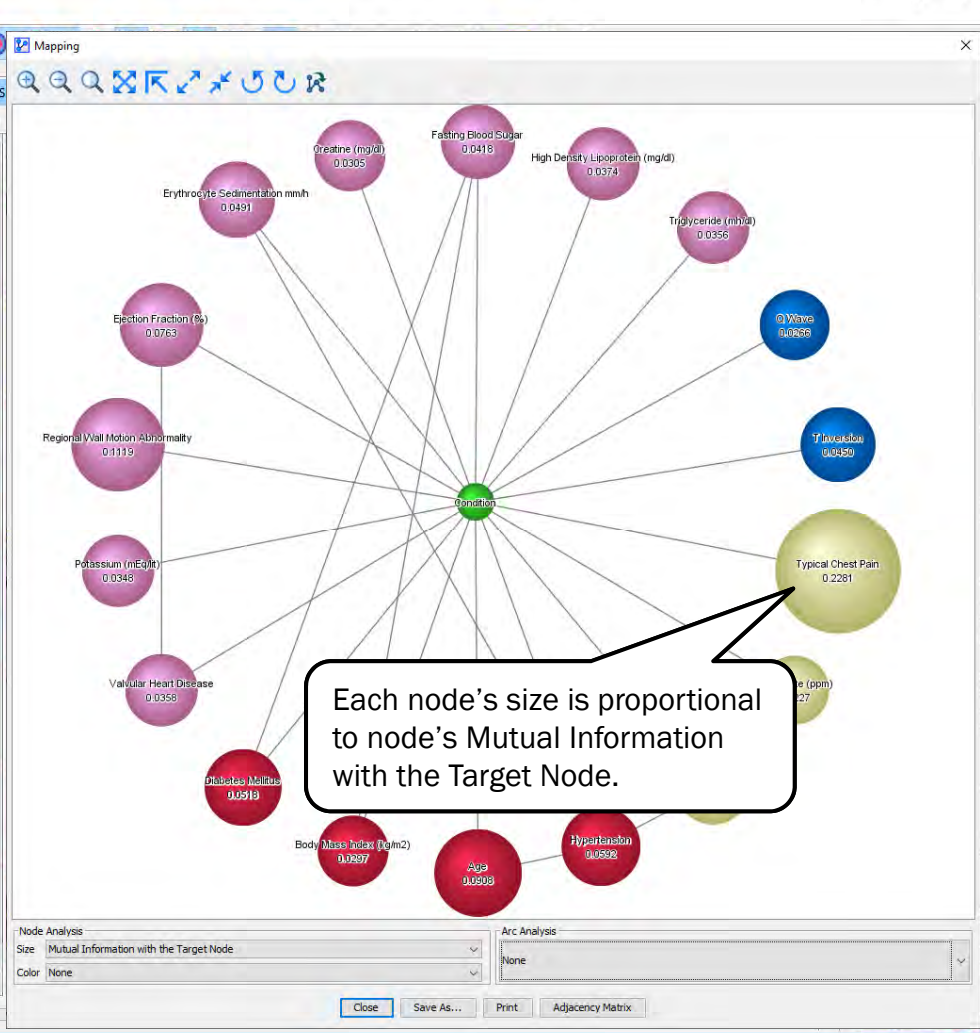 Mapping
Fasting Blood Sugar
0.0418
Creatine (mg/dl)
0.0305
High Density Lipoprotein (mg/dl)
0.0374
Erythrocyte Sedimentation mm/h
0.0491
Triglyceride (mh/dl)
0.0356
Ejection Fraction (%)
0.0763
Q Wave
0.0266
Regional Wall Motion Abnormality
0.1119
T Inversion
0.0450
Condition
Potassium (mEq/lit)
0.0348
Typical Chest Pain
0.2281
Valvular Heart Disease
0.0358
(ppm)
27
Each node's size is proportional
to node's Mutual Information
with the Target Node.
Diabetes Mellitus
0.0518
Body Mass Index (kg/m2)
0.0297
Age
0.0908
Hypertension
0.0592
Node Analysis
Size Mutual Information with the Target Node
Color None
Arc Analysis
None
Close Save As... Print Adjacency Matrix